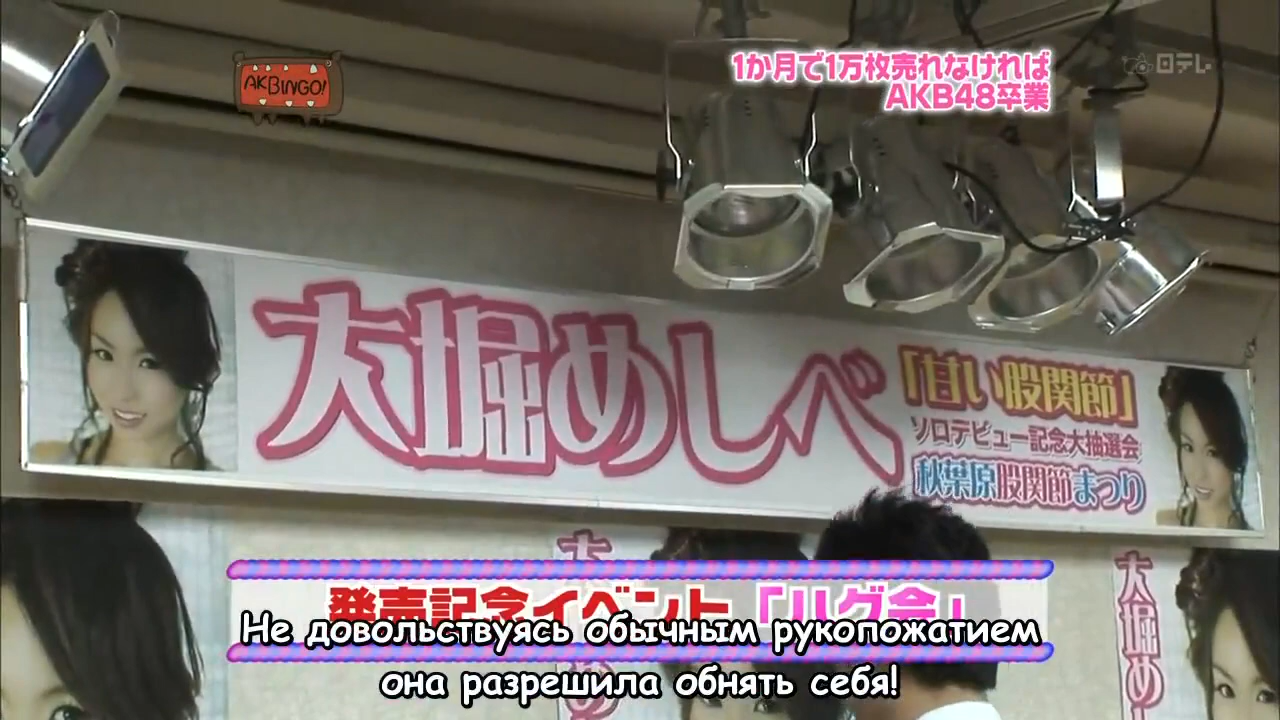 AKBINGO!
1か月で1万枚売れなければ
AKB48卒業
日テレ
大堀めしべ
「甘い股関節」
ソロデビュー記念大抽選会
秋葉原股関節まつり
発売記念イベント「ハグ会」
Не довольствуясь обычным рукопожатием
она разрешила обнять себя!
大堀め